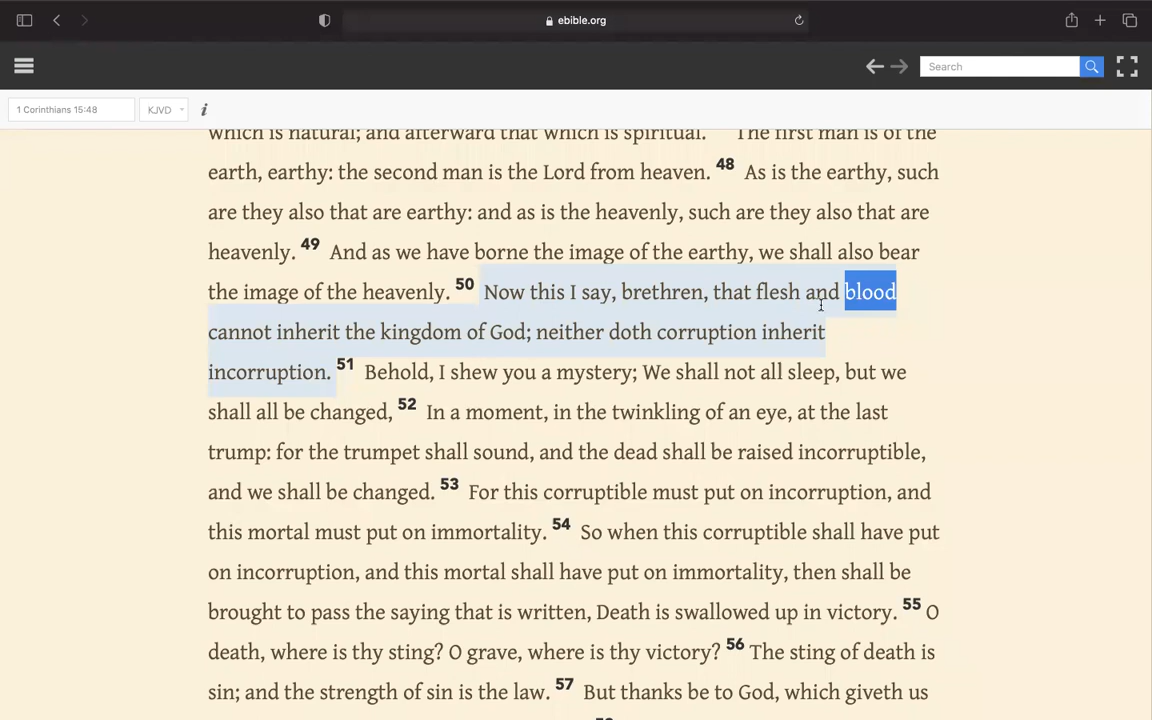 ebible.org
Search
1 Corinthians 15:48
KJVD
i
which is natural; and afterward that which is spiritual. The first man is of the
earth, earthy: the second man is the Lord from heaven. 48 As is the earthy, such
are they also that are earthy: and as is the heavenly, such are they also that are
heavenly. 49 And as we have borne the image of the earthy, we shall also bear
the image of the heavenly. 50 Now this I say, brethren, that flesh and blood
cannot inherit the kingdom of God; neither doth corruption inherit
incorruption. 51 Behold, I shew you a mystery; We shall not all sleep, but we
shall all be changed, 52 In a moment, in the twinkling of an eye, at the last
trump: for the trumpet shall sound, and the dead shall be raised incorruptible,
and we shall be changed. 53 For this corruptible must put on incorruption, and
this mortal must put on immortality. 54 So when this corruptible shall have put
on incorruption, and this mortal shall have put on immortality, then shall be
brought to pass the saying that is written, Death is swallowed up in victory. 55 O
death, where is thy sting? O grave, where is thy victory? 56 The sting of death is
sin; and the strength of sin is the law. 57 But thanks be to God, which giveth us